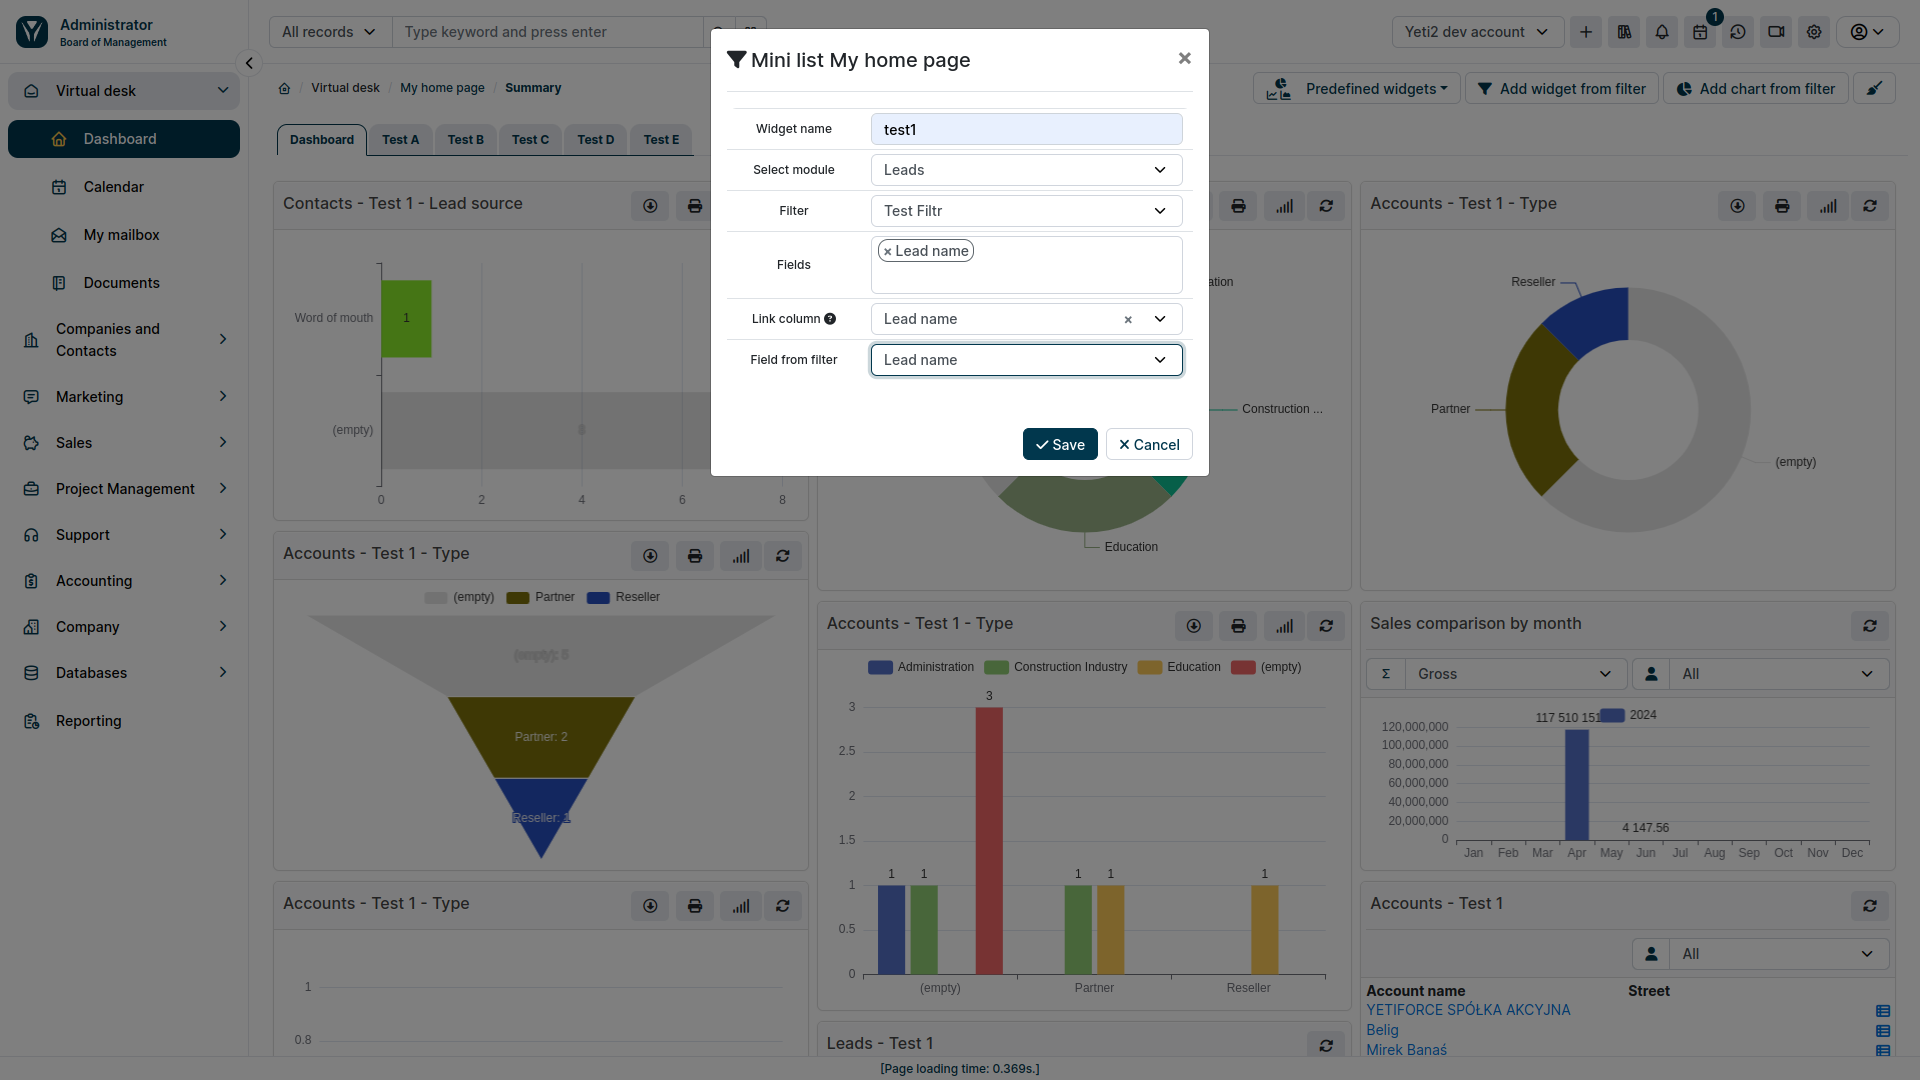 Administrator
Board of Management
All records
Type keyword and press enter
Yeti2 dev account
1
Virtual desk
Dashboard
Calendar
My mailbox
Documents
Companies and
Contacts
Marketing
Sales
Project Management
Support
Accounting
Company
Databases
Reporting
/ Virtual desk / My home page / Summary
Predefined widgets
Add widget from filter
Add chart from filter
Dashboard
Test A
Test B
Test C
Test D
Test E
Mini list My home page
×
Widget name
test1
Select module
Leads
Filter
Test Filtr
Fields
× Lead name
Link column
Lead name
×
Field from filter
Lead name
Save
Cancel
Contacts - Test 1 - Lead source
Word of mouth
1
(empty)
0
2
4
6
8
Construction ...
Education
Accounts - Test 1 - Type
Reseller
Partner
(empty)
Accounts - Test 1 - Type
(empty)
Partner
Reseller
(empty): 5
Partner: 2
Reseller: 1
Accounts - Test 1 - Type
Administration
Construction Industry
Education
(empty)
3
2.5
2
1.5
1
0.5
0
1
1
3
1
1
1
(empty)
Partner
Reseller
Sales comparison by month
Σ
Gross
All
2024
117 510 151
4 147.56
120,000,000
100,000,000
80,000,000
60,000,000
40,000,000
20,000,000
0
Jan Feb Mar Apr May Jun Jul Aug Sep Oct Nov Dec
Accounts - Test 1 - Type
1
0.8
Leads - Test 1
Accounts - Test 1
All
Account name
Street
YETIFORCE SPÓŁKA AKCYJNA
Belig
Mirek Banaś
[Page loading time: 0.369s.]